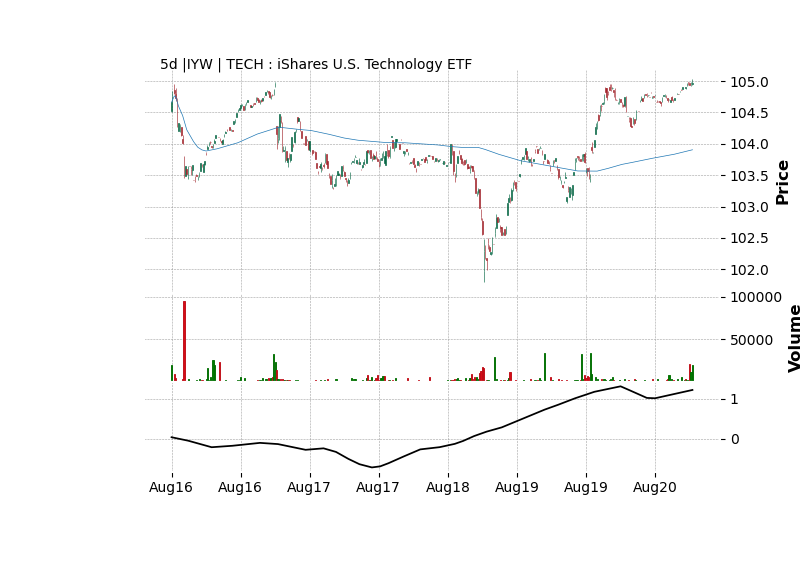 5d |IYW | TECH : iShares U.S. Technology ETF
105.0
104.5
104.0
103.5
103.0
102.5
102.0
Price
100000
50000
Volume
1
0
Aug16 Aug16 Aug17 Aug17 Aug18 Aug19 Aug19 Aug20